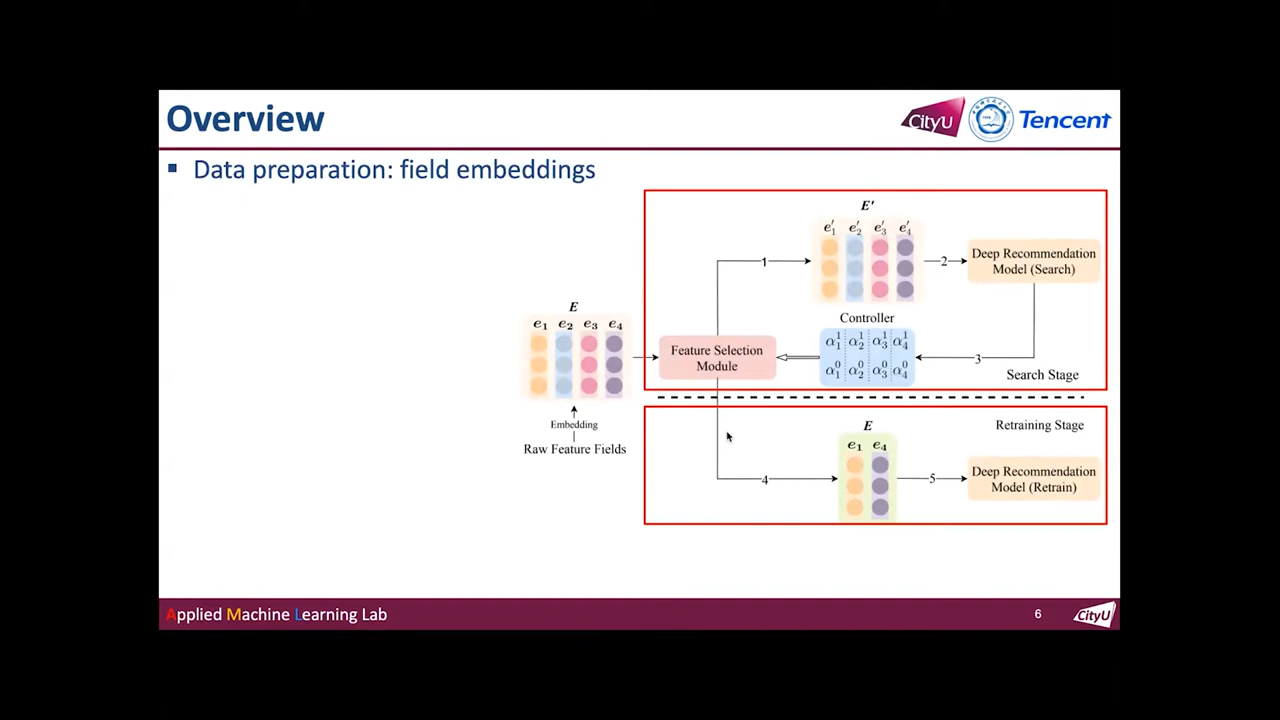 Overview
CityU
Tencent
▪ Data preparation: field embeddings
E'
e'1 e'2 e'3 e'4
1
2
Deep Recommendation
Model (Search)
E
e1 e2 e3 e4
Controller
Feature Selection
Module
α¹1 α¹2 α¹3 α¹4
α⁰1 α⁰2 α⁰3 α⁰4
3
Search Stage
Embedding
Raw Feature Fields
E
Retraining Stage
e1 e4
4
5
Deep Recommendation
Model (Retrain)
Applied Machine Learning Lab
6
CityU